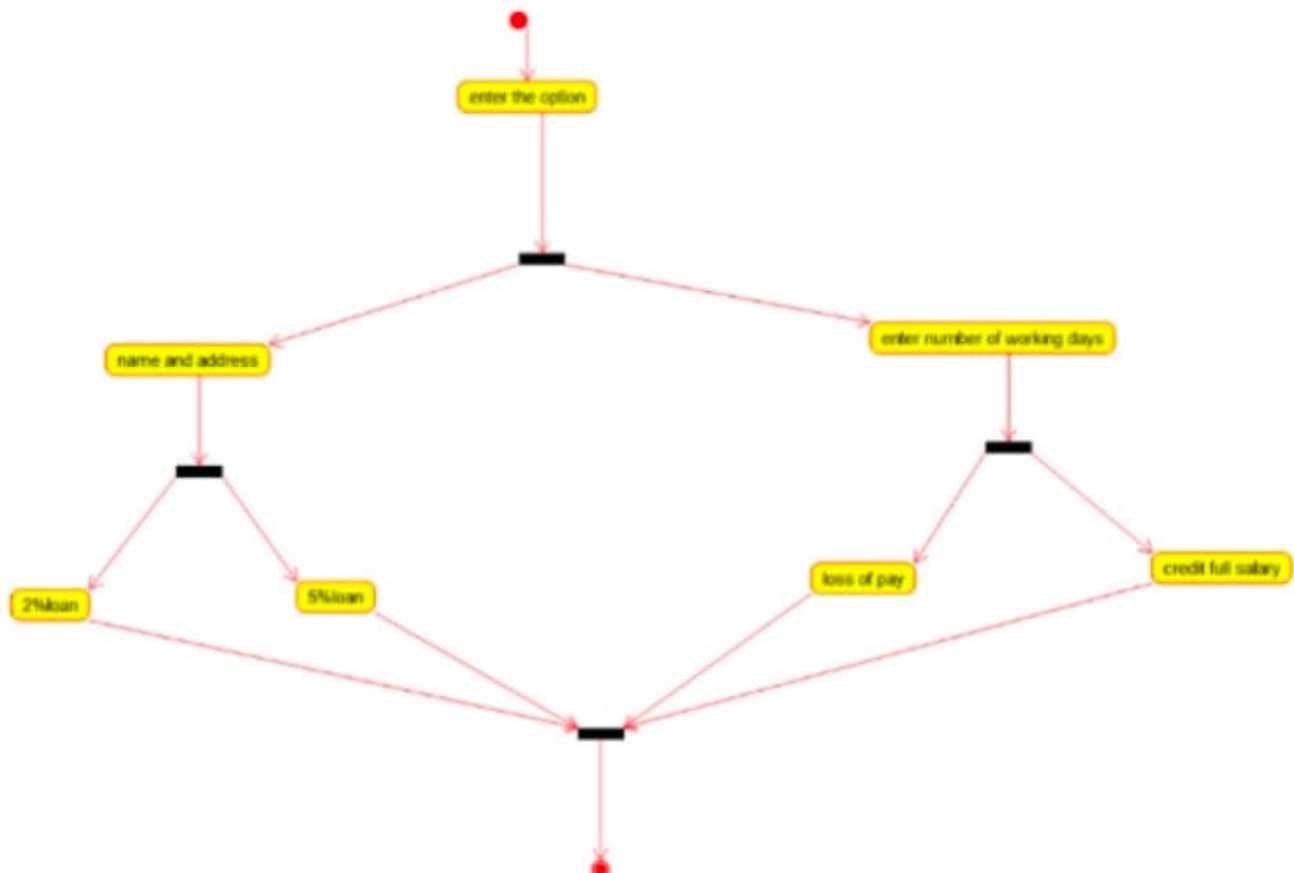 enter the option
name and address
enter number of working days
2%loan
5%loan
loss of pay
credit full salary